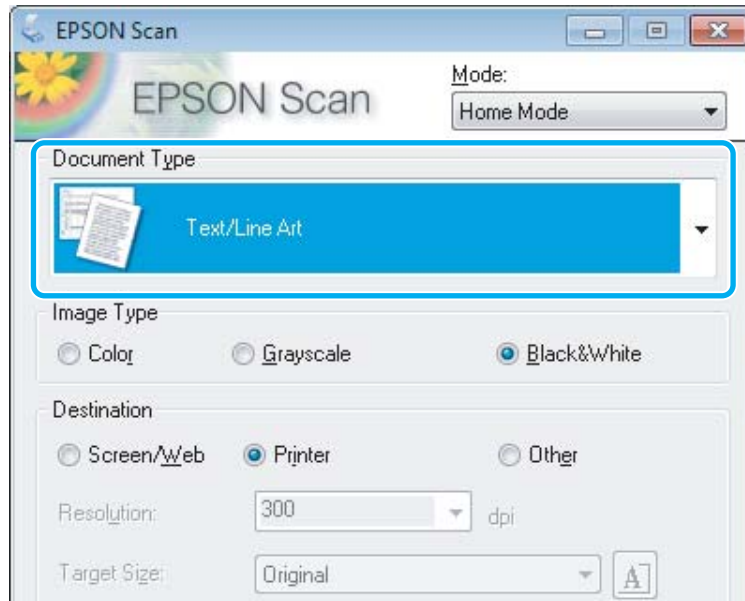 EPSON Scan
Mode:
EPSON Scan
Home Mode
Document Type
Text/Line Art
Image Type
Color Grayscale Black&White
Destination
Screen/Web Printer Other
Resolution: 300 dpi
Target Size: Original A